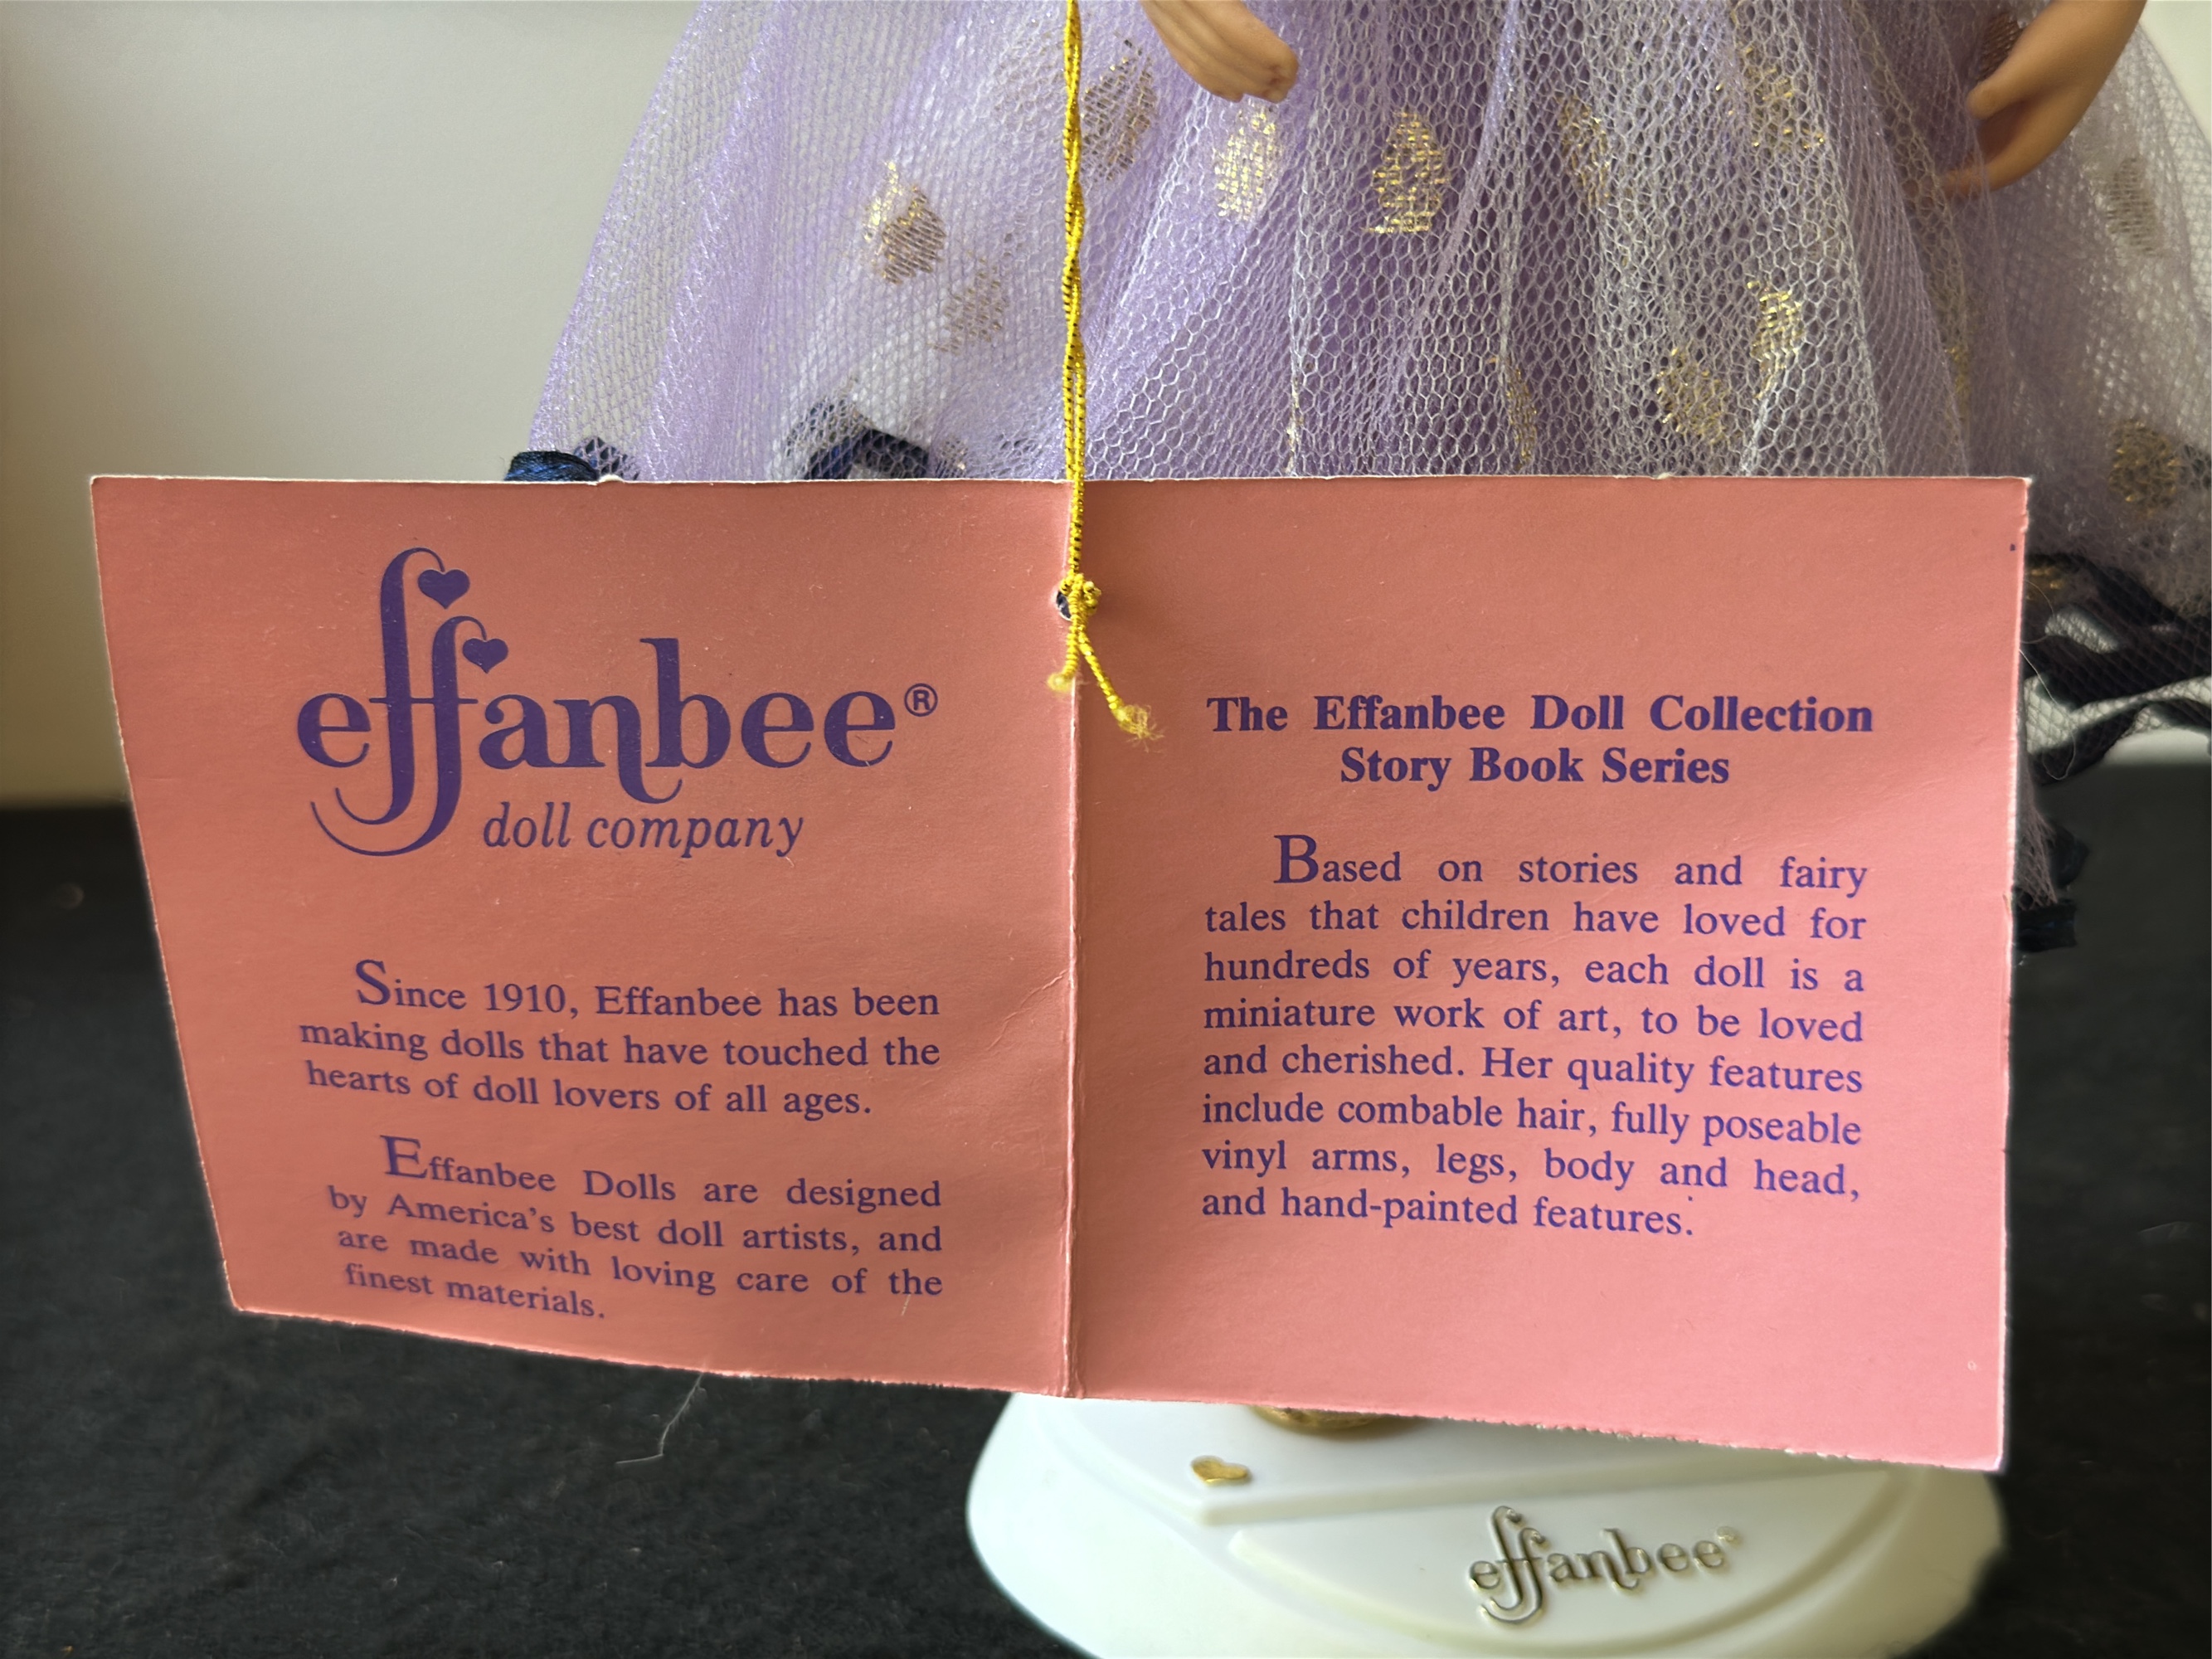 effanbee®
doll company
Since 1910, Effanbee has been
making dolls that have touched the
hearts of doll lovers of all ages.
Effanbee Dolls are designed
by America's best doll artists, and
are made with loving care of the
finest materials.
The Effanbee Doll Collection
Story Book Series
Based on stories and fairy
tales that children have loved for
hundreds of years, each doll is a
miniature work of art, to be loved
and cherished. Her quality features
include combable hair, fully poseable
vinyl arms, legs, body and head,
and hand-painted features.
effanbee®